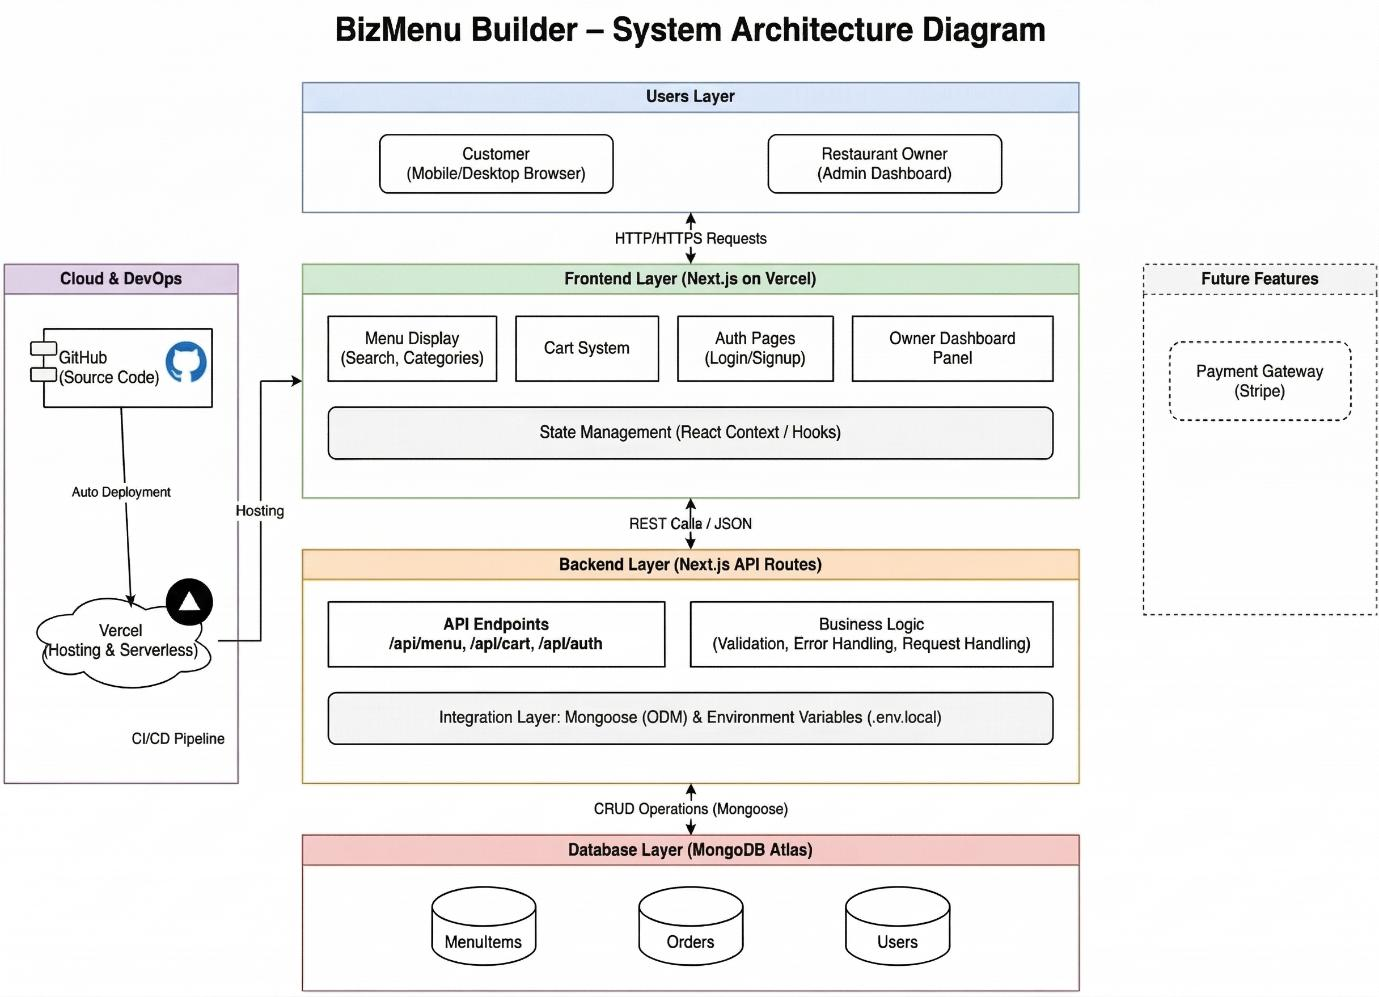 BizMenu Builder – System Architecture Diagram
Users Layer
Customer
(Mobile/Desktop Browser)
Restaurant Owner
(Admin Dashboard)
HTTP/HTTPS Requests
Cloud & DevOps
GitHub
(Source Code)
Auto Deployment
Hosting
Vercel
(Hosting & Serverless)
CI/CD Pipeline
Frontend Layer (Next.js on Vercel)
Menu Display
(Search, Categories)
Cart System
Auth Pages
(Login/Signup)
Owner Dashboard
Panel
State Management (React Context / Hooks)
REST Calls / JSON
Backend Layer (Next.js API Routes)
API Endpoints
/api/menu, /apl/cart, /apl/auth
Business Logic
(Validation, Error Handling, Request Handling)
Integration Layer: Mongoose (ODM) & Environment Variables (.env.local)
CRUD Operations (Mongoose)
Database Layer (MongoDB Atlas)
MenuItems
Orders
Users
Future Features
Payment Gateway
(Stripe)